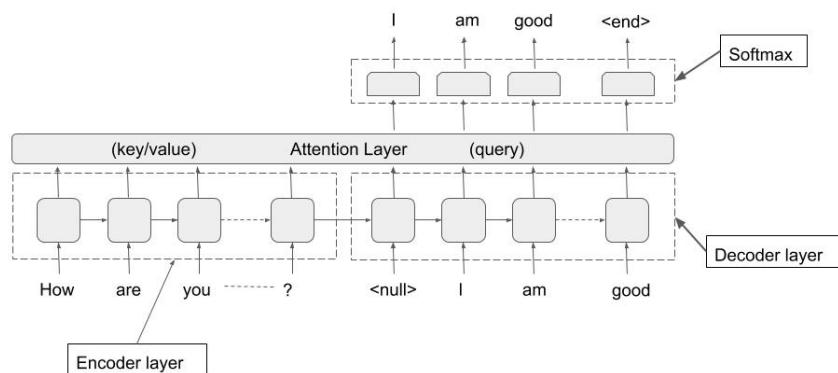 I am good <end>
Softmax
(key/value) Attention Layer (query)
Decoder layer
How are you ? <null> I am good
Encoder layer